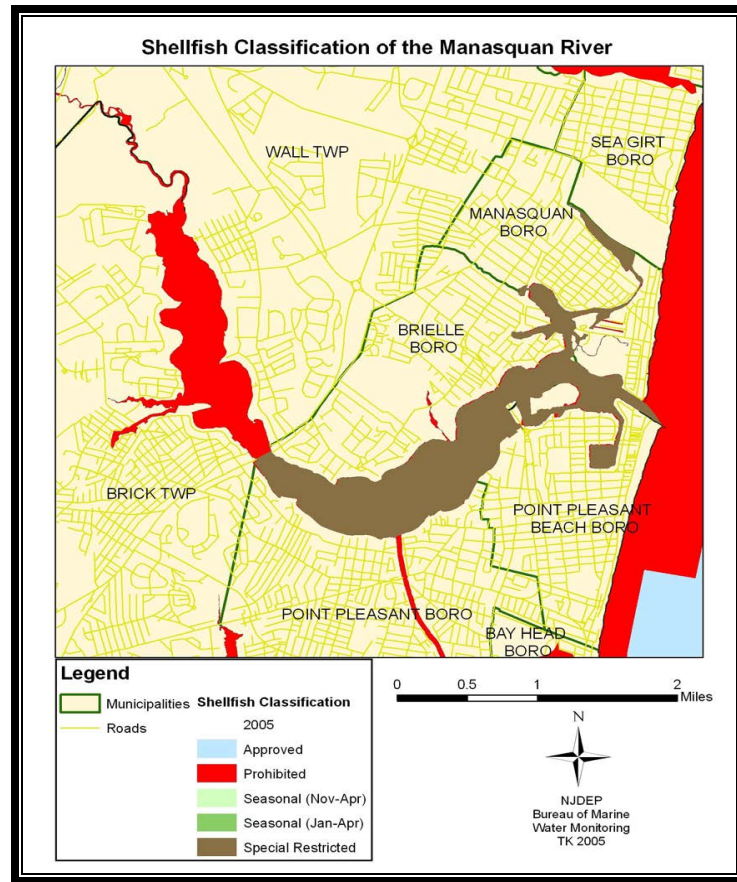 Shellfish Classification of the Manasquan River
WALL TWP
SEA GIRT
BORO
MANASQUAN
BORO
BRIELLE
BORO
BRICK TWP
POINT PLEASANT
BEACH BORO
POINT PLEASANT BORO
BAY HEAD
BORO
Legend
Municipalities
Roads
Shellfish Classification
2005
Approved
Prohibited
Seasonal (Nov-Apr)
Seasonal (Jan-Apr)
Special Restricted
0 0.5 1 2
Miles
N
NJDEP
Bureau of Marine
Water Monitoring
TK 2005